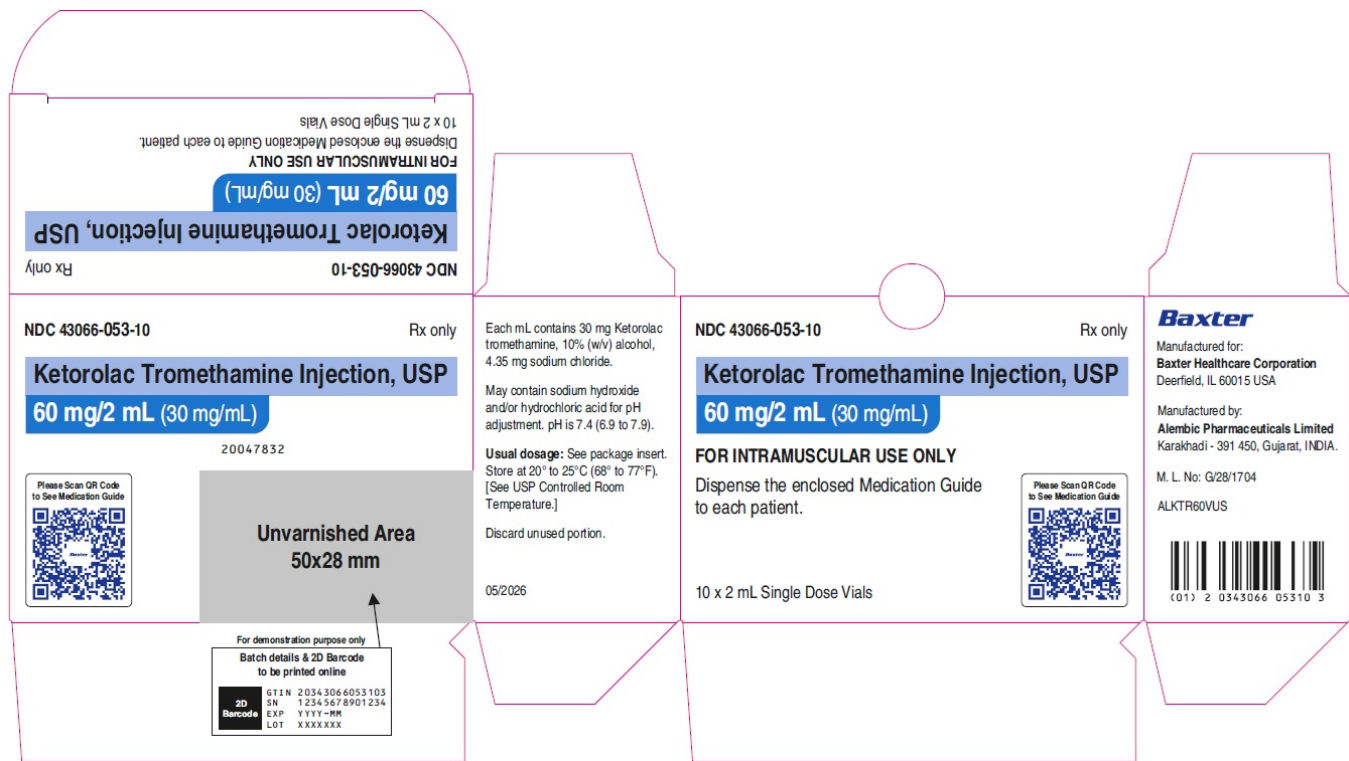 10 x 2 mL Single Dose Vials
Dispense the enclosed Medication Guide to each patient.
FOR INTRAMUSCULAR USE ONLY
60 mg/2 mL (30 mg/mL)
Ketorolac Tromethamine Injection, USP
NDC 43066-053-10 Rx only
NDC 43066-053-10 Rx only
Ketorolac Tromethamine Injection, USP
60 mg/2 mL (30 mg/mL)
20047832
Please Scan QR Code
to See Medication Guide
Baxter
Unvarnished Area
50x28 mm
For demonstration purpose only
Batch details & 2D Barcode
to be printed online
2D
Barcode
GTIN 20343066053103
SN 12345678901234
EXP YYYY-MM
LOT XXXXXXX
Each mL contains 30 mg Ketorolac
tromethamine, 10% (w/v) alcohol,
4.35 mg sodium chloride.
May contain sodium hydroxide
and/or hydrochloric acid for pH
adjustment. pH is 7.4 (6.9 to 7.9).
Usual dosage: See package insert.
Store at 20° to 25°C (68° to 77°F).
[See USP Controlled Room
Temperature.]
Discard unused portion.
05/2026
NDC 43066-053-10 Rx only
Ketorolac Tromethamine Injection, USP
60 mg/2 mL (30 mg/mL)
FOR INTRAMUSCULAR USE ONLY
Dispense the enclosed Medication Guide
to each patient.
10 x 2 mL Single Dose Vials
Please Scan QR Code
to See Medication Guide
Baxter
Baxter
Manufactured for:
Baxter Healthcare Corporation
Deerfield, IL 60015 USA
Manufactured by:
Alembic Pharmaceuticals Limited
Karakhadi - 391 450, Gujarat, INDIA.
M. L. No: G/28/1704
ALKTR60VUS
(01) 2 0343066 05310 3